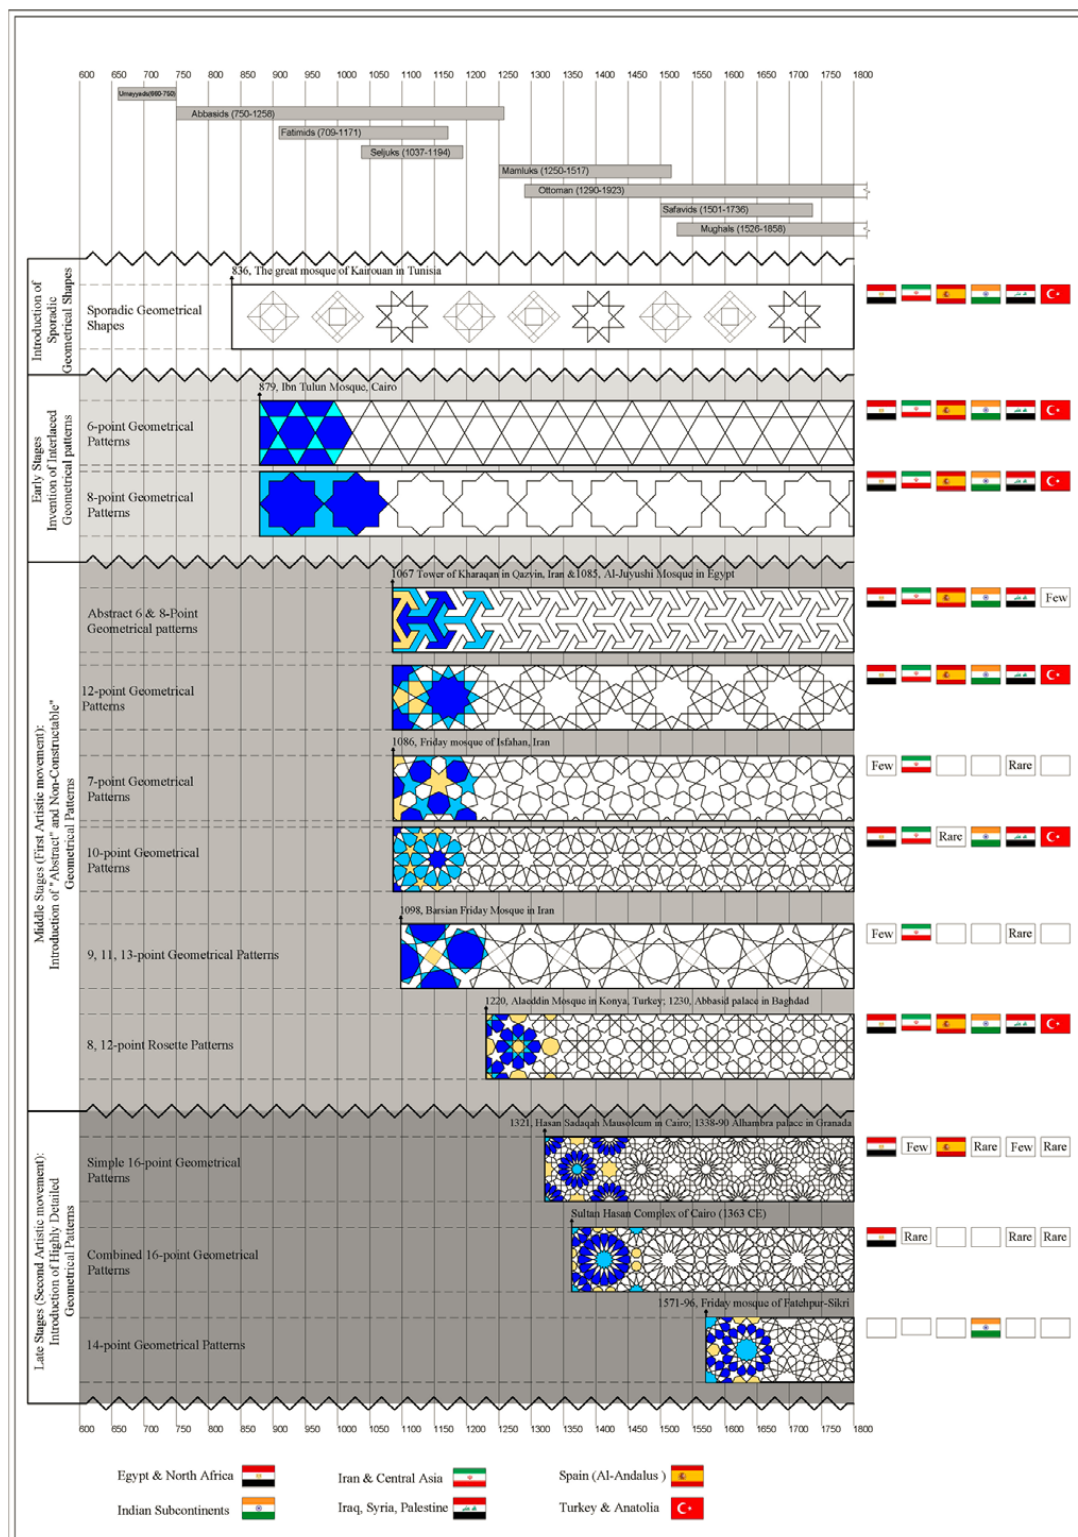 600 650 700 750 800 850 900 950 1000 1050 1100 1150 1200 1250 1300 1350 1400 1450 1500 1550 1600 1650 1700 1750 1800
Umayyads(660-750)
Abbasids (750-1258)
Fatimids (709-1171)
Seljuks (1037-1194)
Mamluks (1250-1517)
Ottoman (1290-1923)
Safavids (1501-1736)
Mughals (1526-1858)
Introduction of
Sporadic
Geometrical Shapes
836, The great mosque of Kairouan in Tunisia
Sporadic Geometrical
Shapes
Early Stages
Invention of Interlaced
Geometrical patterns
879, Ibn Tulun Mosque, Cairo
6-point Geometrical
Patterns
8-point Geometrical
Patterns
Middle Stages (First Artistic movement):
Introduction of "Abstract" and Non-Constructable"
Geometrical Patterns
1067 Tower of Kharaqan in Qazvin, Iran &1085, Al-Juyushi Mosque in Egypt
Abstract 6 & 8-Point
Geometrical patterns
Few
12-point Geometrical
Patterns
1086, Friday mosque of Isfahan, Iran
7-point Geometrical
Patterns
Few
Rare
10-point Geometrical
Patterns
Rare
1098, Barsian Friday Mosque in Iran
9, 11, 13-point Geometrical Patterns
Few
Rare
1220, Alaeddin Mosque in Konya, Turkey; 1230, Abbasid palace in Baghdad
8, 12-point Rosette Patterns
Late Stages (Second Artistic movement):
Introduction of Highly Detailed
Geometrical Patterns
1321, Hasan Sadaqah Mausoleum in Cairo; 1338-90 Alhambra palace in Granada
Simple 16-point Geometrical
Patterns
Few
Rare
Few
Rare
Sultan Hasan Complex of Cairo (1363 CE)
Combined 16-point Geometrical
Patterns
Rare
Rare
Rare
1571-96, Friday mosque of Fatehpur-Sikri
14-point Geometrical Patterns
600 650 700 750 800 850 900 950 1000 1050 1100 1150 1200 1250 1300 1350 1400 1450 1500 1550 1600 1650 1700 1750 1800
Egypt & North Africa
Iran & Central Asia
Spain (Al-Andalus )
Indian Subcontinents
Iraq, Syria, Palestine
Turkey & Anatolia